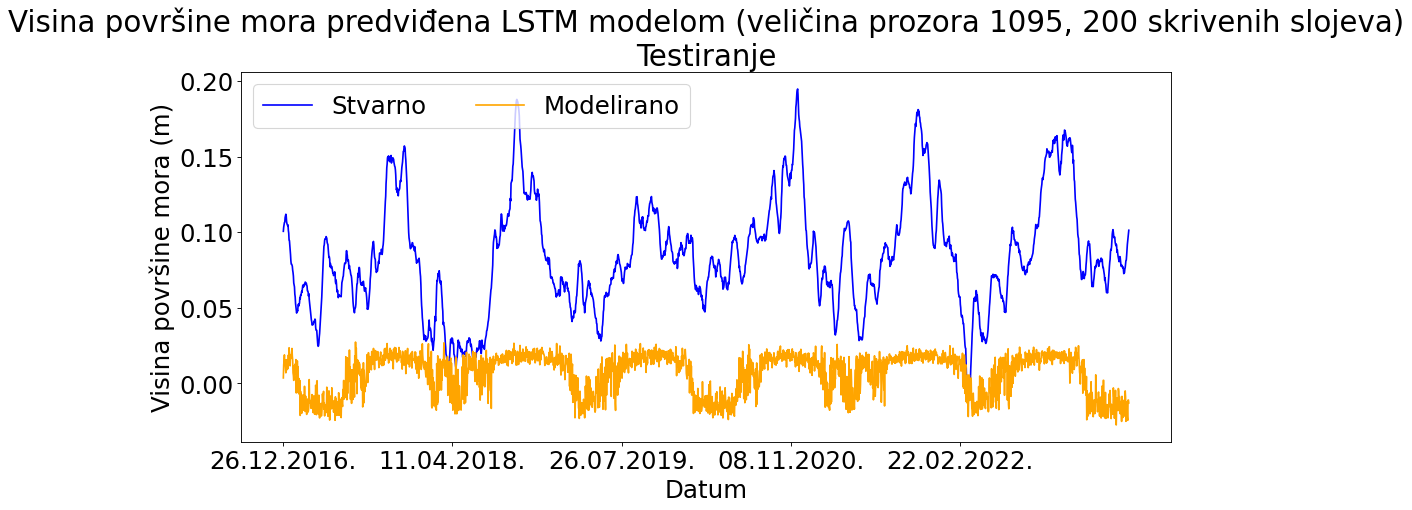 Visina površine mora predviđena LSTM modelom (veličina prozora 1095, 200 skrivenih slojeva)
Testiranje
Stvarno
Modelirano
Visina površine mora (m)
0.20
0.15
0.10
0.05
0.00
26.12.2016.
11.04.2018.
26.07.2019.
08.11.2020.
22.02.2022.
Datum